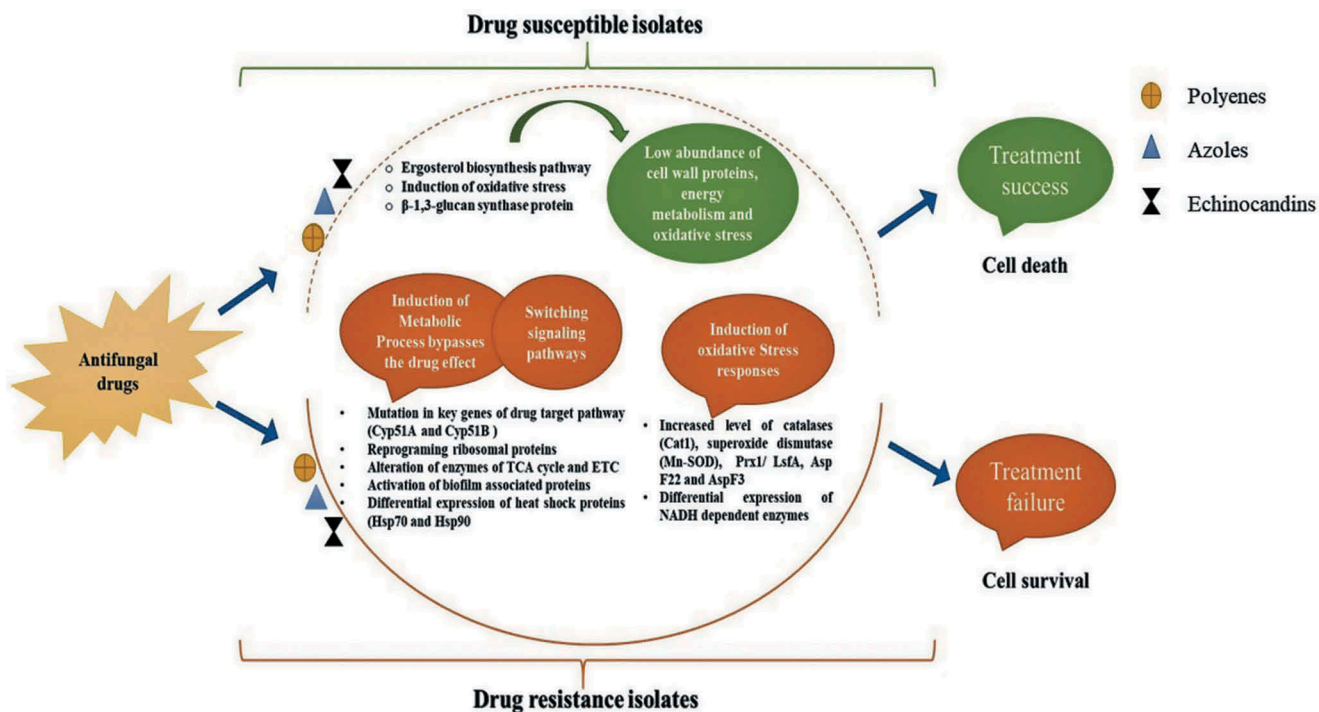 Drug susceptible isolates
Polyenes
Azoles
Echinocandins
○ Ergosterol biosynthesis pathway
○ Induction of oxidative stress
○ β-1,3-glucan synthase protein
Low abundance of
cell wall proteins,
energy
metabolism and
oxidative stress
Treatment
success
Cell death
Antifungal
drugs
Induction of
Metabolic
Process bypasses
the drug effect
Switching
signaling
pathways
Induction of
oxidative Stress
responses
• Mutation in key genes of drug target pathway
(Cyp51A and Cyp51B )
• Reprograming ribosomal proteins
• Alteration of enzymes of TCA cycle and ETC
• Activation of biofilm associated proteins
• Differential expression of heat shock proteins
(Hsp70 and Hsp90
• Increased level of catalases
(Cat1), superoxide dismutase
(Mn-SOD), Prx1/ LsfA, Asp
F22 and AspF3
• Differential expression of
NADH dependent enzymes
Treatment
failure
Cell survival
Drug resistance isolates